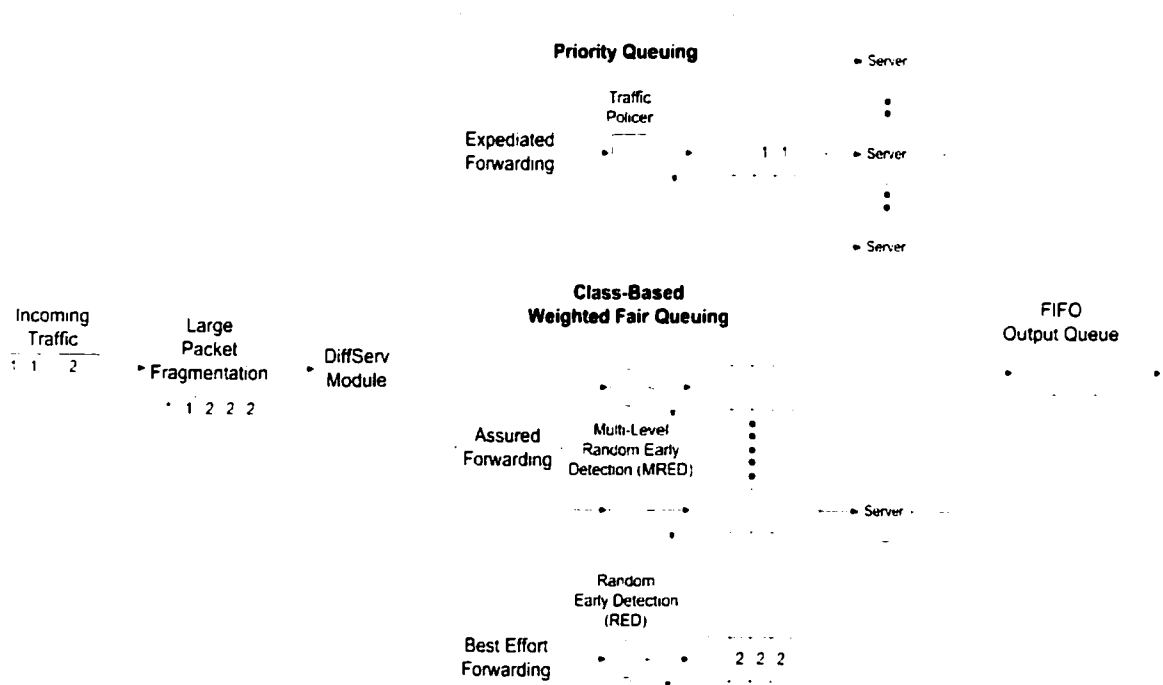 Priority Queuing
Server
Traffic
Policer
Expediated
Forwarding
1 1
Server
Server
Class-Based
Weighted Fair Queuing
Incoming
Traffic
1 1 2
Large
Packet
Fragmentation
1 2 2 2
DiffServ
Module
FIFO
Output Queue
Assured
Forwarding
Multi-Level
Random Early
Detection (MRED)
Server
Random
Early Detection
(RED)
Best Effort
Forwarding
2 2 2